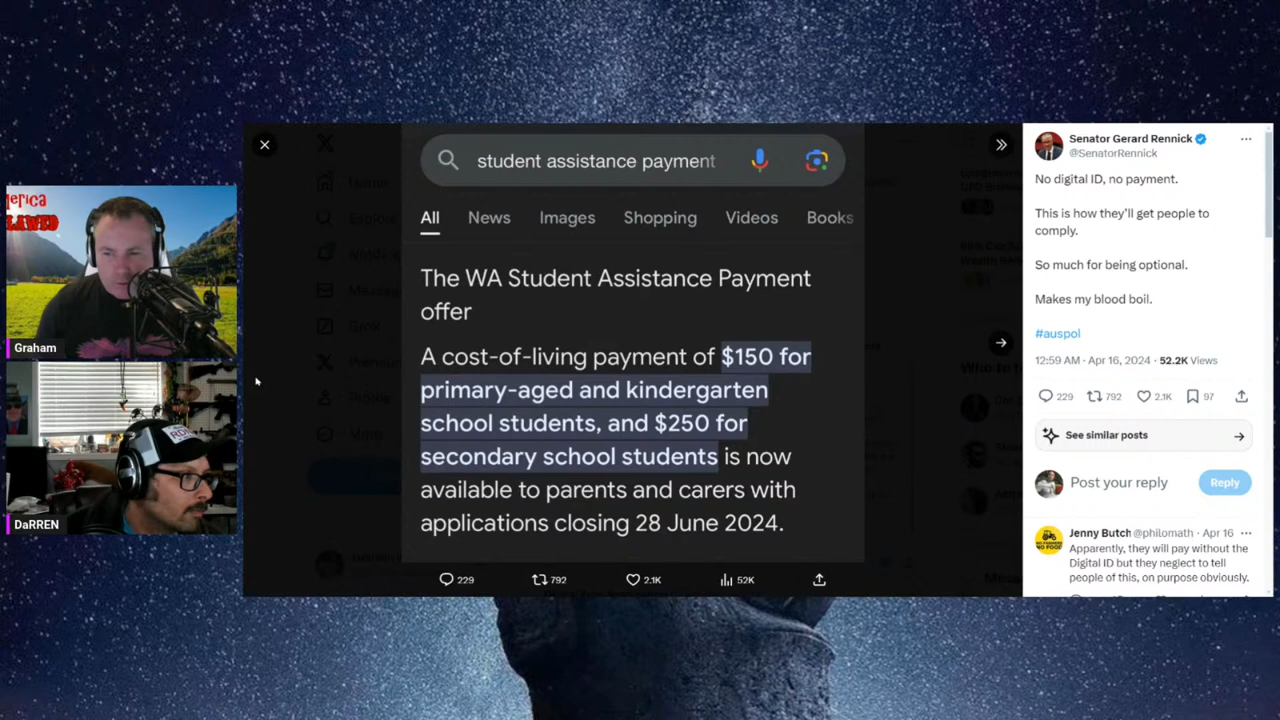 merica
Graham
DaRREN
student assistance payment
All News Images Shopping Videos Books
The WA Student Assistance Payment
offer
A cost-of-living payment of $150 for
primary-aged and kindergarten
school students, and $250 for
secondary school students is now
available to parents and carers with
applications closing 28 June 2024.
229 792 2.1K 52K
Senator Gerard Rennick
@SenatorRennick
No digital ID, no payment.
This is how they’ll get people to
comply.
So much for being optional.
Makes my blood boil.
#auspol
12:59 AM · Apr 16, 2024 · 52.2K Views
229 792 2.1K 97
See similar posts
Post your reply
Reply
Jenny Butch @philomath · Apr 16
Apparently, they will pay without the
Digital ID but they neglect to tell
people of this, on purpose obviously.